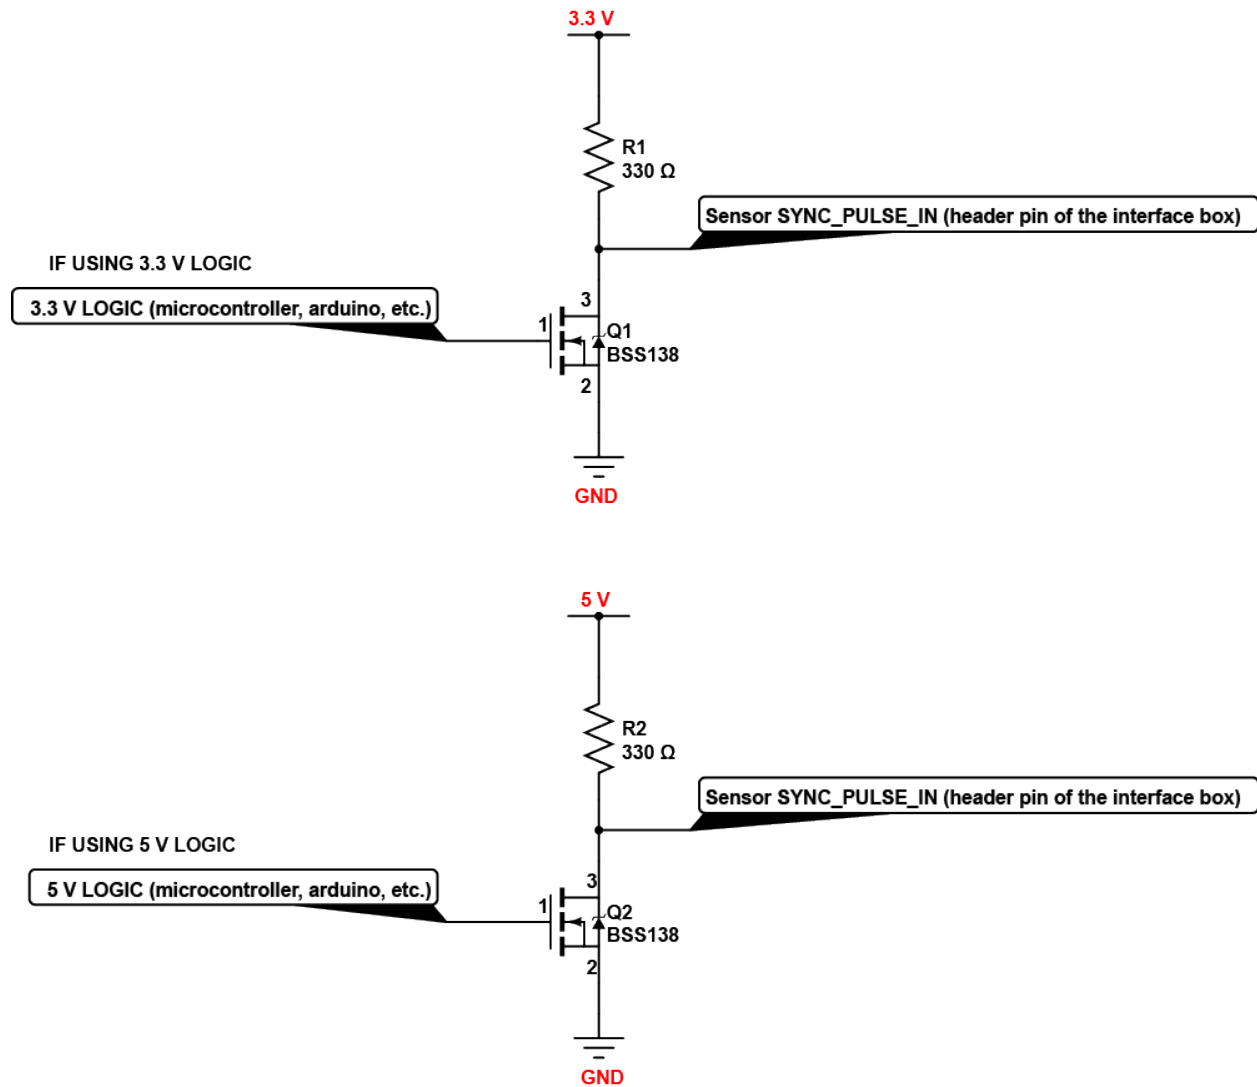 3.3 V
R1
330 Ω
Sensor SYNC_PULSE_IN (header pin of the interface box)
IF USING 3.3 V LOGIC
3.3 V LOGIC (microcontroller, arduino, etc.)
3
1
Q1
BSS138
2
GND
5 V
R2
330 Ω
Sensor SYNC_PULSE_IN (header pin of the interface box)
IF USING 5 V LOGIC
5 V LOGIC (microcontroller, arduino, etc.)
3
1
Q2
BSS138
2
GND